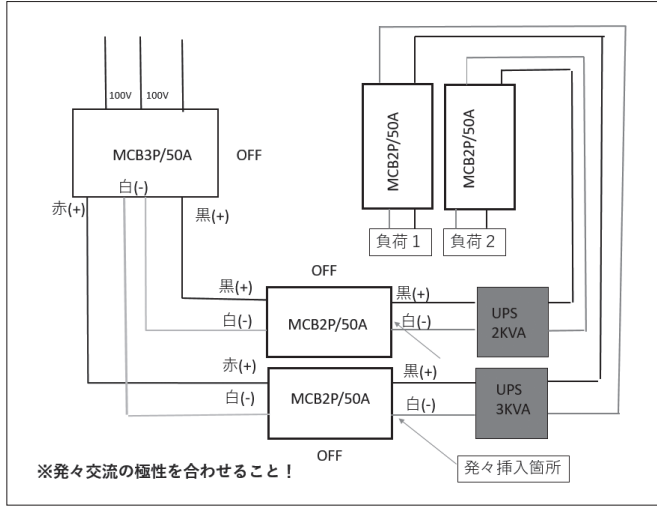 100V
100V
MCB3P/50A
OFF
白(-)
赤(+)
黒(+)
MCB2P/50A
MCB2P/50A
負荷１
負荷２
OFF
黒(+)
白(-)
MCB2P/50A
黒(+)
白(-)
UPS
2KVA
赤(+)
白(-)
MCB2P/50A
黒(+)
白(-)
UPS
3KVA
OFF
発々挿入箇所
※発々交流の極性を合わせること！